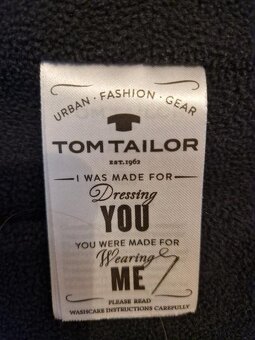 URBAN · FASHION · GEAR
TOM TAILOR
EST. 1962
I WAS MADE FOR
Dressing
YOU
YOU WERE MADE FOR
Wearing
ME
PLEASE READ
WASHCARE INSTRUCTIONS CAREFULLY